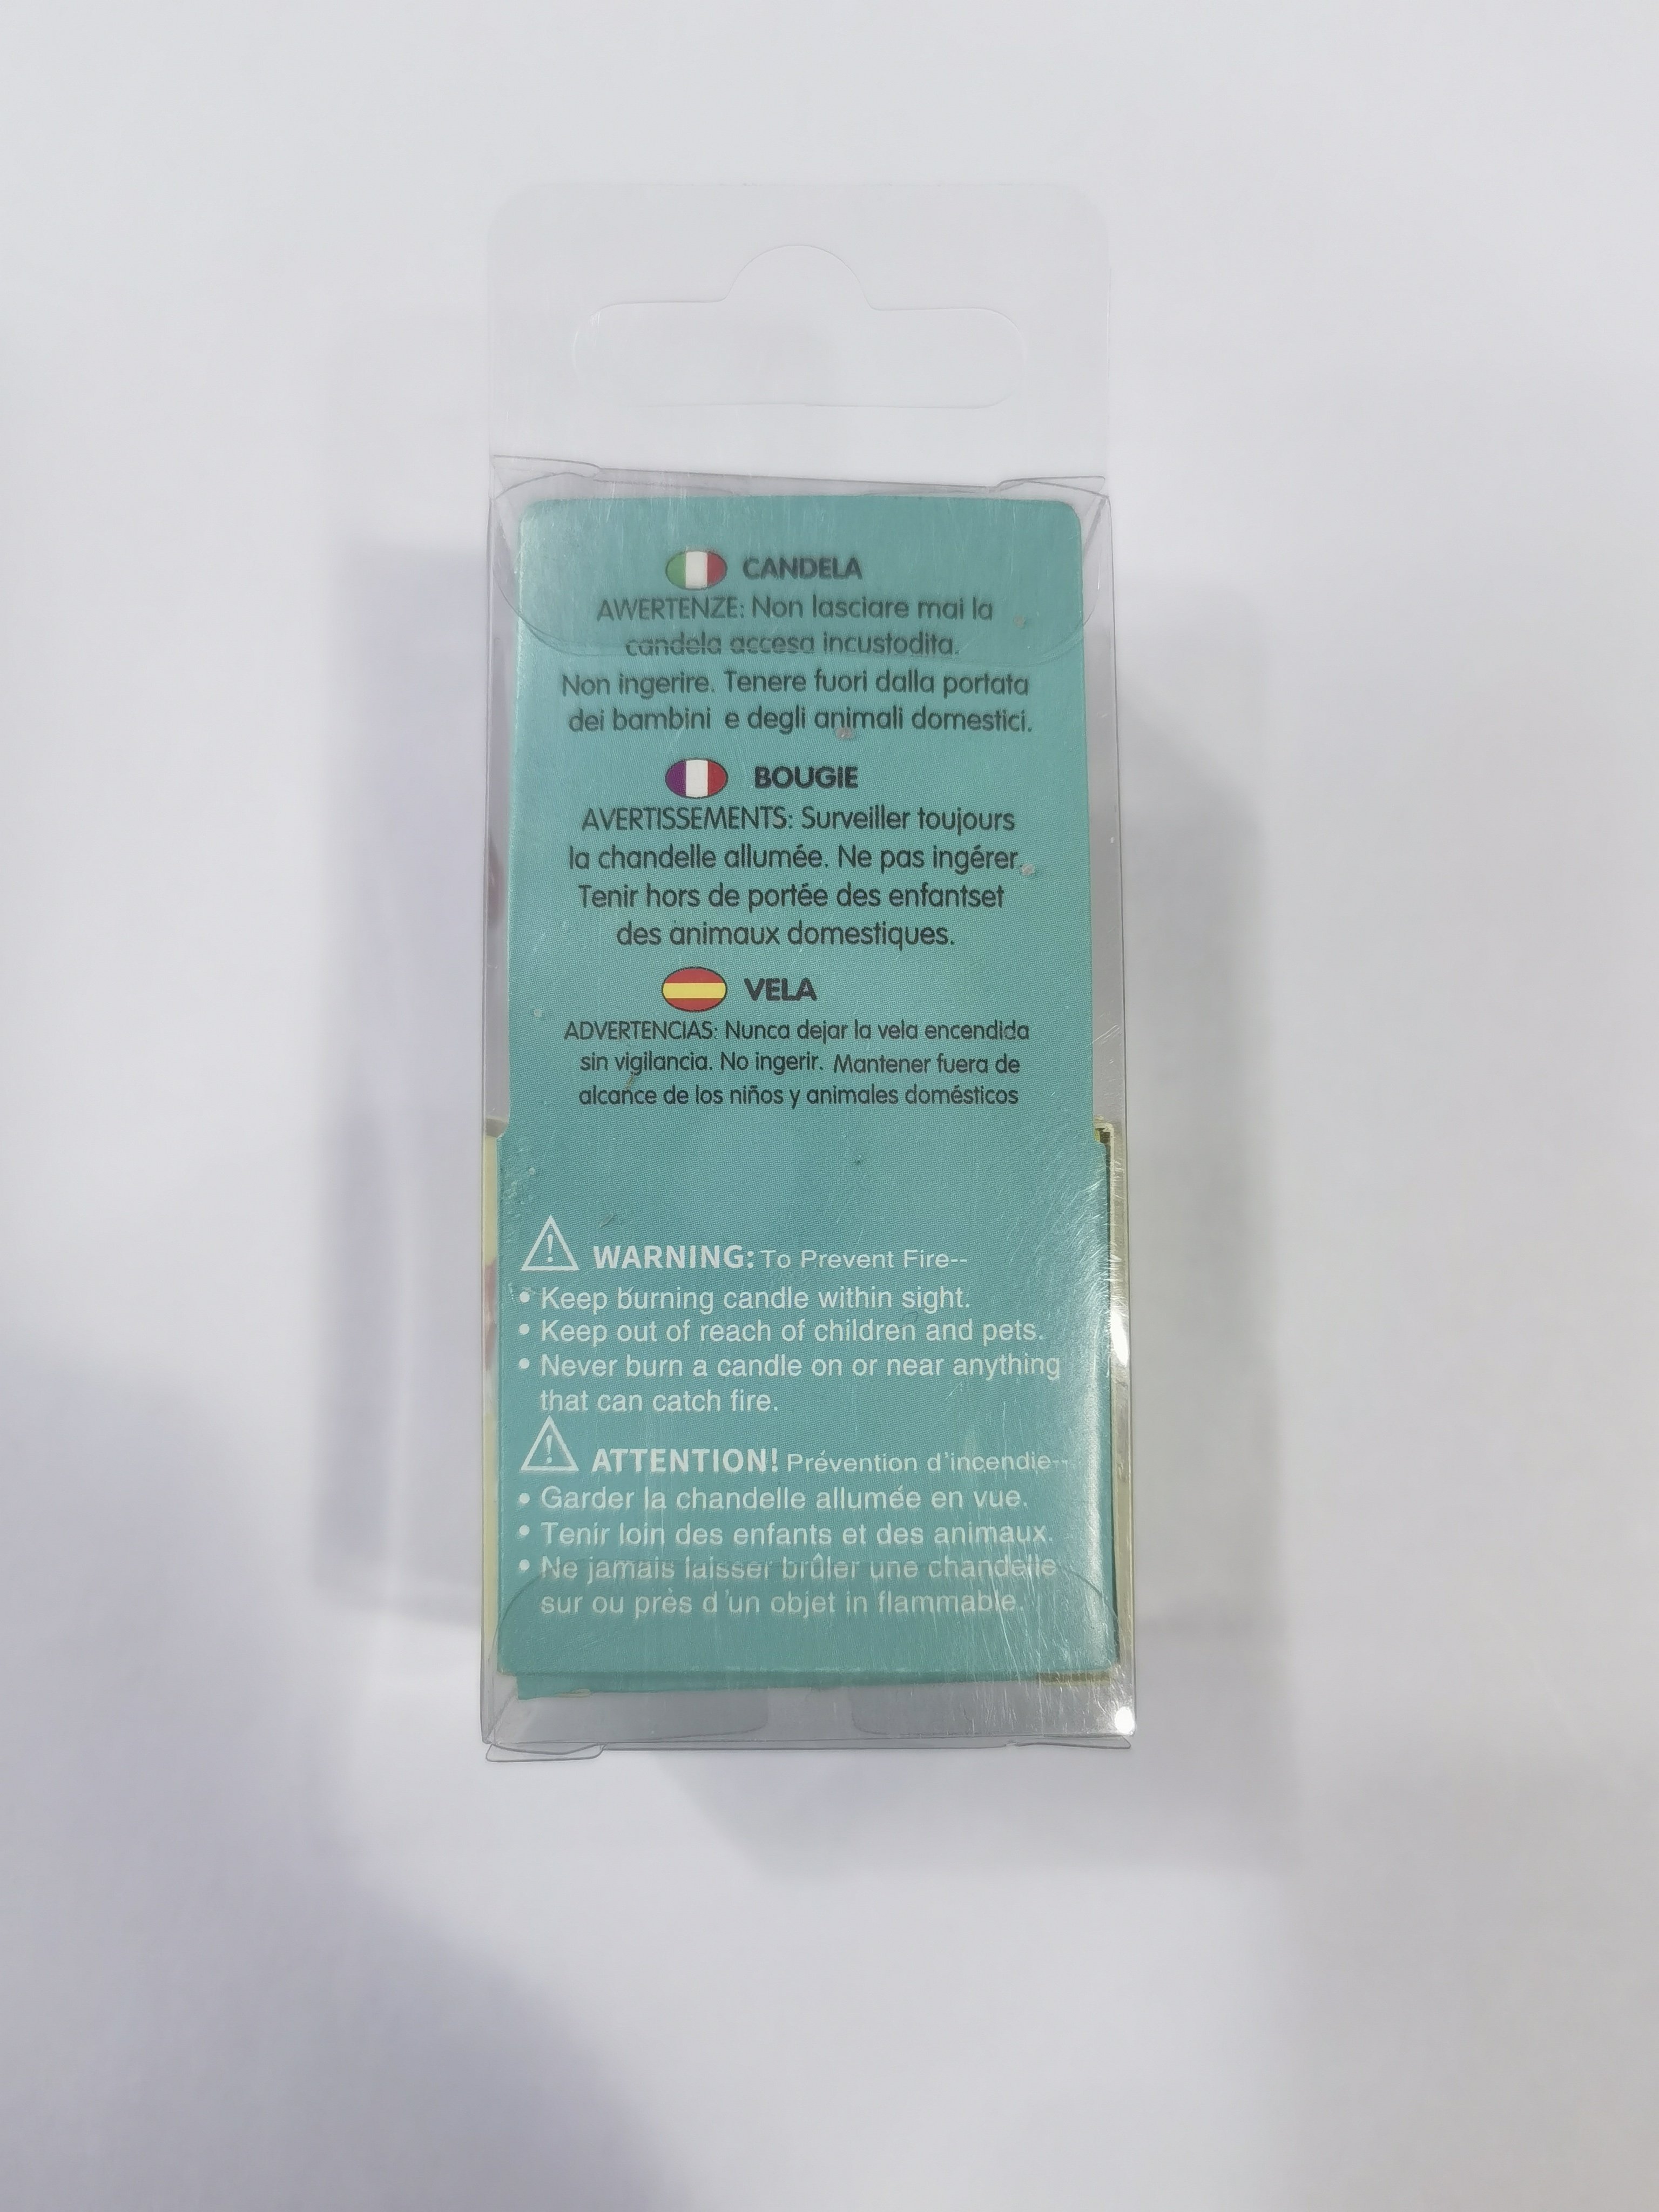 CANDELA
AWERTENZE: Non lasciare mai la
candela accesa incustodita.
Non ingerire. Tenere fuori dalla portata
dei bambini e degli animali domestici.
BOUGIE
AVERTISSEMENTS: Surveiller toujours
la chandelle allumée. Ne pas ingérer.
Tenir hors de portée des enfantset
des animaux domestiques.
VELA
ADVERTENCIAS: Nunca dejar la vela encendida
sin vigilancia. No ingerir. Mantener fuera de
alcance de los niños y animales domésticos
WARNING: To Prevent Fire--
• Keep burning candle within sight.
• Keep out of reach of children and pets.
• Never burn a candle on or near anything
that can catch fire.
ATTENTION! Prévention d'incendie--
• Garder la chandelle allumée en vue.
• Tenir loin des enfants et des animaux.
• Ne jamais laisser brûler une chandelle
sur ou près d'un objet in flammable.